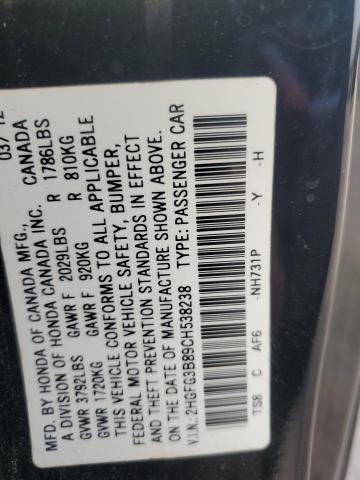 MFD. BY HONDA OF CANADA MFG., CANADA 03/12
A DIVISION OF HONDA CANADA INC.
GVWR 3792LBS GAWR F 2029LBS R 1786LBS
GVWR 1720KG GAWR F 920KG R 810KG
THIS VEHICLE CONFORMS TO ALL APPLICABLE
FEDERAL MOTOR VEHICLE SAFETY, BUMPER,
AND THEFT PREVENTION STANDARDS IN EFFECT
ON THE DATE OF MANUFACTURE SHOWN ABOVE.
V.I.N.: 2HGFG3B89CH538238 TYPE: PASSENGER CAR
TS8 C AF6 -NH731P -Y -H